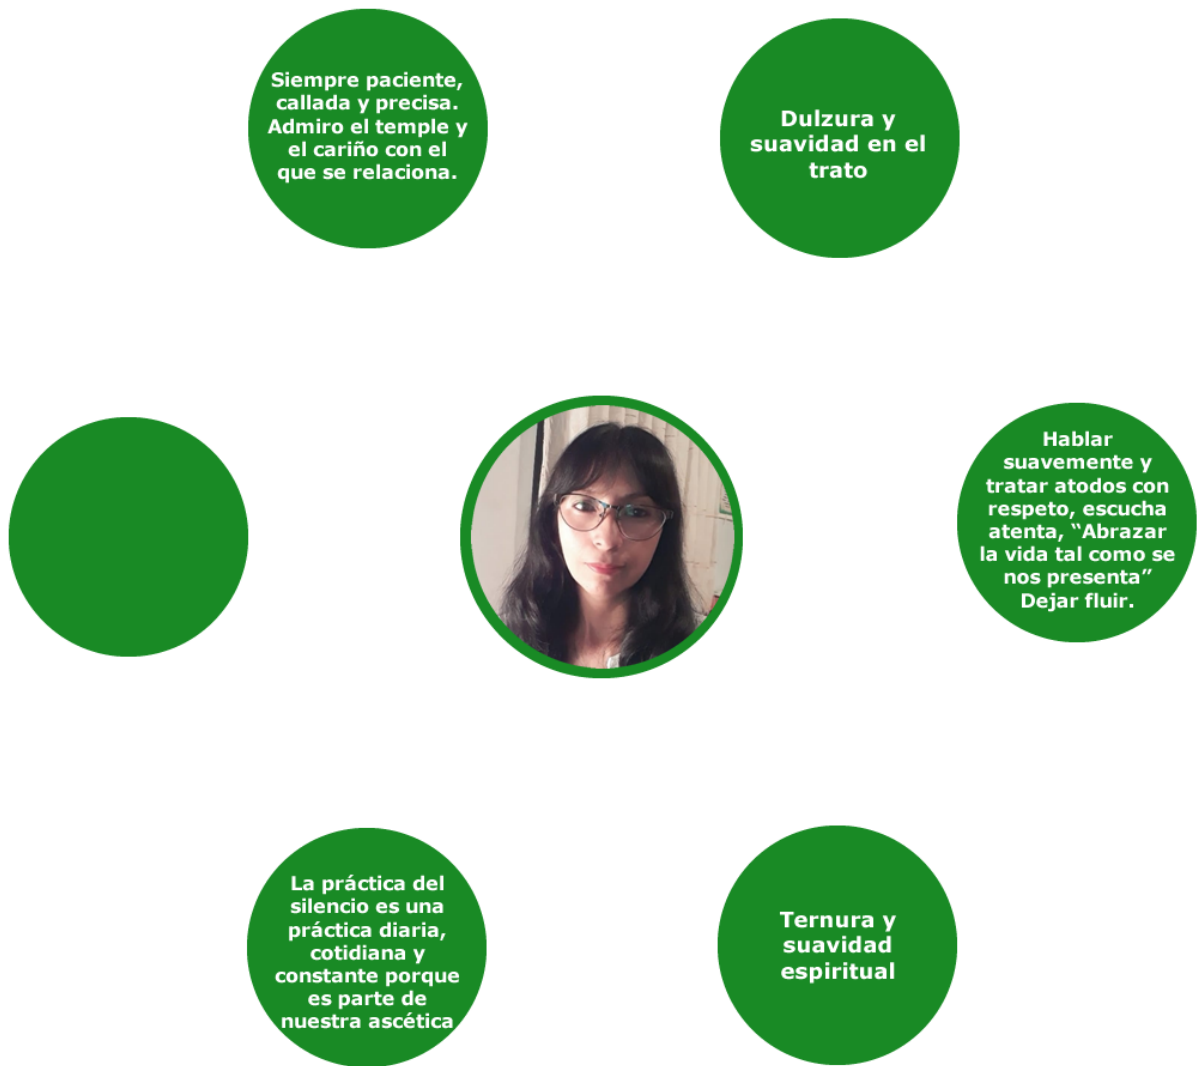 Siempre paciente,
callada y precisa.
Admiro el temple y
el cariño con el
que se relaciona.
Dulzura y
suavidad en el
trato
Hablar
suavemente y
tratar atodos con
respeto, escucha
atenta, “Abrazar
la vida tal como se
nos presenta”
Dejar fluir.
La práctica del
silencio es una
práctica diaria,
cotidiana y
constante porque
es parte de
nuestra ascética
Ternura y
suavidad
espiritual